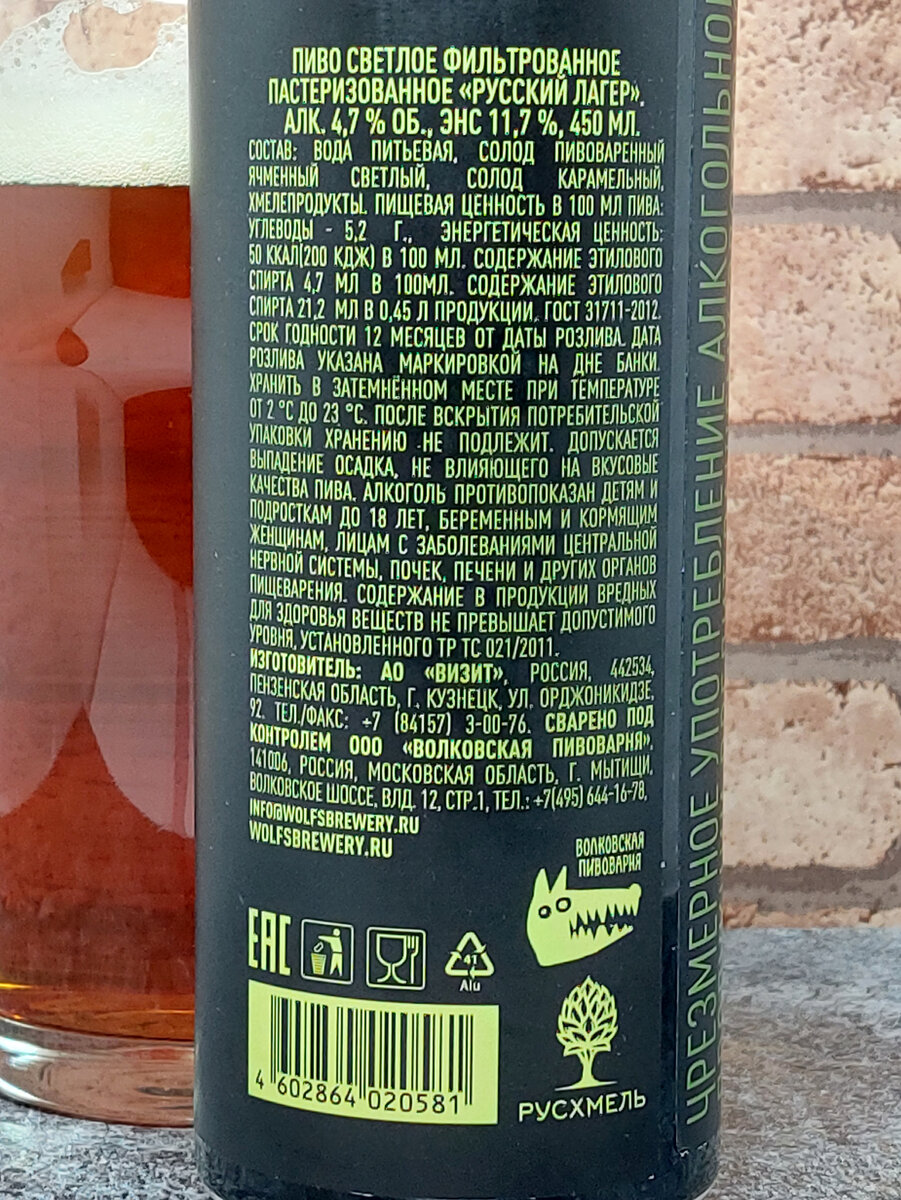 ПИВО СВЕТЛОЕ ФИЛЬТРОВАННОЕ
ПАСТЕРИЗОВАННОЕ «РУССКИЙ ЛАГЕР».
АЛК. 4,7 % ОБ., ЭНС 11,7 %, 450 МЛ.
СОСТАВ: ВОДА ПИТЬЕВАЯ, СОЛОД ПИВОВАРЕННЫЙ
ЯЧМЕННЫЙ СВЕТЛЫЙ, СОЛОД КАРАМЕЛЬНЫЙ,
ХМЕЛЕПРОДУКТЫ. ПИЩЕВАЯ ЦЕННОСТЬ В 100 МЛ ПИВА:
УГЛЕВОДЫ - 5,2 Г., ЭНЕРГЕТИЧЕСКАЯ ЦЕННОСТЬ:
50 ККАЛ(200 КДЖ) В 100 МЛ. СОДЕРЖАНИЕ ЭТИЛОВОГО
СПИРТА 4,7 МЛ В 100МЛ. СОДЕРЖАНИЕ ЭТИЛОВОГО
СПИРТА 21,2 МЛ В 0,45 Л ПРОДУКЦИИ. ГОСТ 31711-2012.
СРОК ГОДНОСТИ 12 МЕСЯЦЕВ ОТ ДАТЫ РОЗЛИВА. ДАТА
РОЗЛИВА УКАЗАНА МАРКИРОВКОЙ НА ДНЕ БАНКИ.
ХРАНИТЬ В ЗАТЕМНЁННОМ МЕСТЕ ПРИ ТЕМПЕРАТУРЕ
ОТ 2 °С ДО 23 °С. ПОСЛЕ ВСКРЫТИЯ ПОТРЕБИТЕЛЬСКОЙ
УПАКОВКИ ХРАНЕНИЮ НЕ ПОДЛЕЖИТ. ДОПУСКАЕТСЯ
ВЫПАДЕНИЕ ОСАДКА, НЕ ВЛИЯЮЩЕГО НА ВКУСОВЫЕ
КАЧЕСТВА ПИВА. АЛКОГОЛЬ ПРОТИВОПОКАЗАН ДЕТЯМ И
ПОДРОСТКАМ ДО 18 ЛЕТ, БЕРЕМЕННЫМ И КОРМЯЩИМ
ЖЕНЩИНАМ, ЛИЦАМ С ЗАБОЛЕВАНИЯМИ ЦЕНТРАЛЬНОЙ
НЕРВНОЙ СИСТЕМЫ, ПОЧЕК, ПЕЧЕНИ И ДРУГИХ ОРГАНОВ
ПИЩЕВАРЕНИЯ. СОДЕРЖАНИЕ В ПРОДУКЦИИ ВРЕДНЫХ
ДЛЯ ЗДОРОВЬЯ ВЕЩЕСТВ НЕ ПРЕВЫШАЕТ ДОПУСТИМОГО
УРОВНЯ, УСТАНОВЛЕННОГО ТР ТС 021/2011.
ИЗГОТОВИТЕЛЬ: АО «ВИЗИТ», РОССИЯ, 442534,
ПЕНЗЕНСКАЯ ОБЛАСТЬ, Г. КУЗНЕЦК, УЛ. ОРДЖОНИКИДЗЕ,
92. ТЕЛ./ФАКС: +7 (84157) 3-00-76. СВАРЕНО ПОД
КОНТРОЛЕМ ООО «ВОЛКОВСКАЯ ПИВОВАРНЯ».
141006, РОССИЯ, МОСКОВСКАЯ ОБЛАСТЬ, Г. МЫТИЩИ,
ВОЛКОВСКОЕ ШОССЕ, ВЛД. 12, СТР.1, ТЕЛ.: +7(495) 644-16-78,
INFO@WOLFSBREWERY.RU
WOLFSBREWERY.RU
ВОЛКОВСКАЯ
ПИВОВАРНЯ
EAC
41
Alu
4 602864 020581
РУСХМЕЛЬ
ЧРЕЗМЕРНОЕ УПОТРЕБЛЕНИЕ АЛКОГОЛЬНО